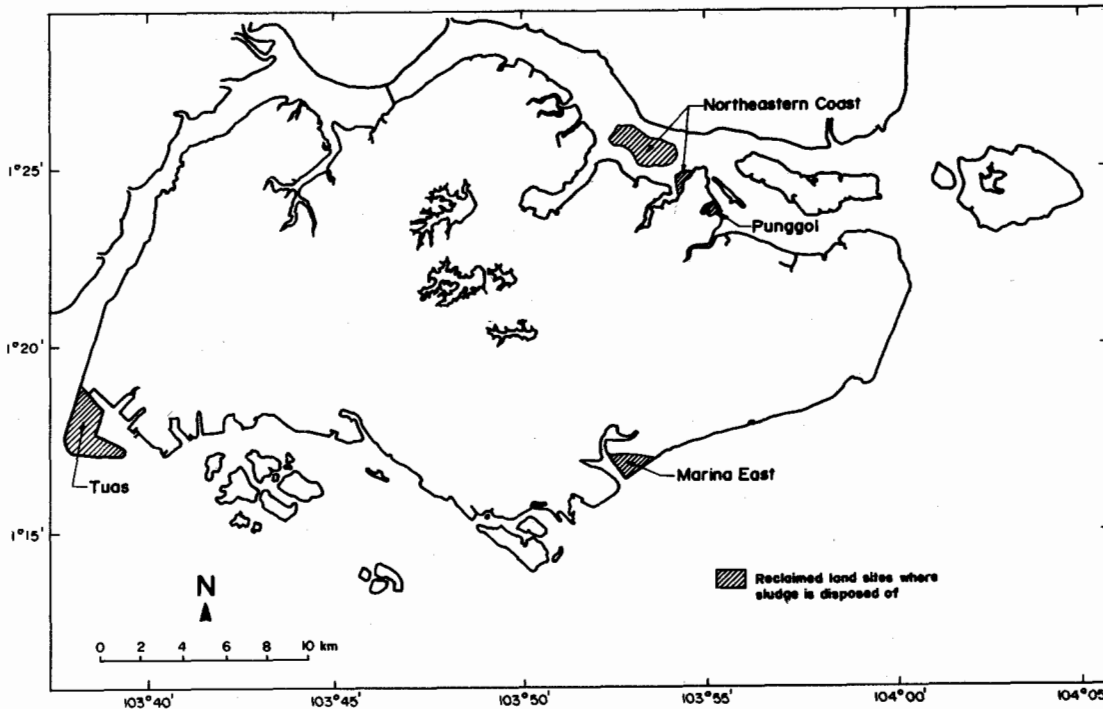 Northeastern Coast
1°25'
Punggol
1°20'
Tuas
Marina East
1°15'
Reclaimed land sites where
sludge is disposed of
N
0 2 4 6 8 10 km
103°40' 103°45' 103°50' 103°55' 104°00' 104°05'